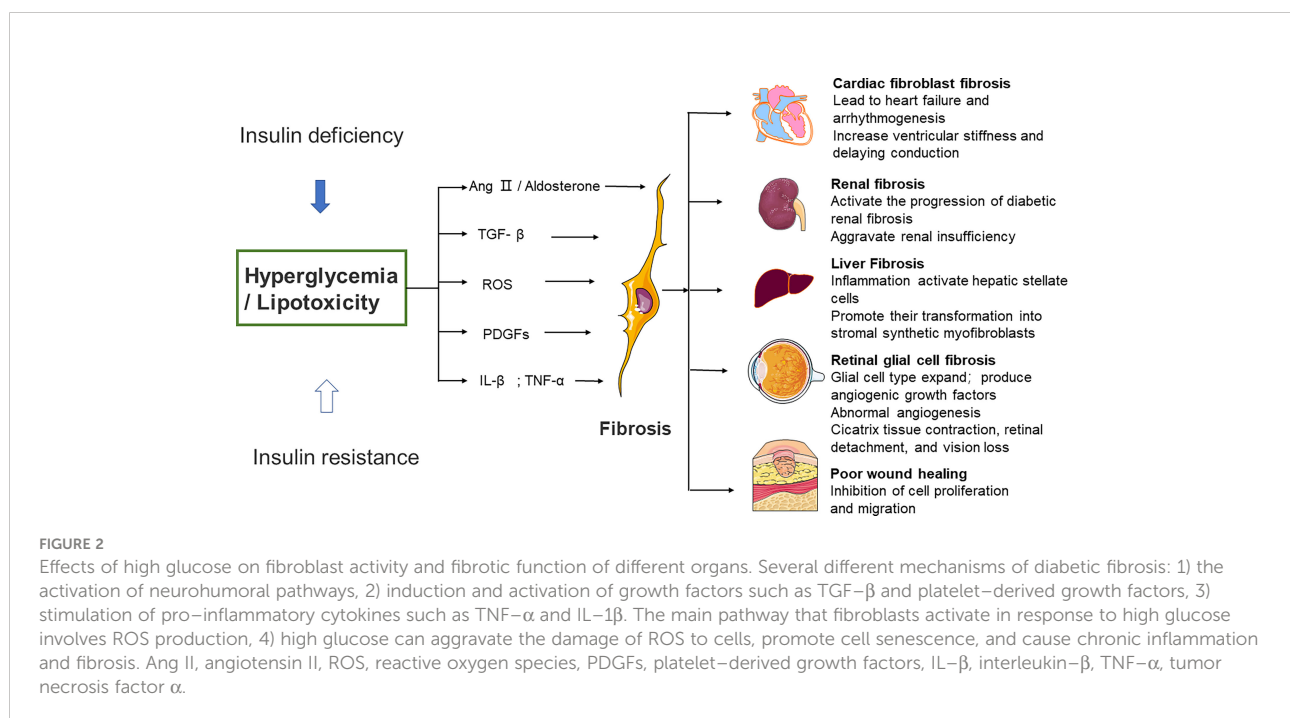 Insulin deficiency
Hyperglycemia
/ Lipotoxicity
Insulin resistance
Ang Ⅱ / Aldosterone
TGF- β
ROS
PDGFs
IL-β ; TNF-α
Fibrosis
Cardiac fibroblast fibrosis
Lead to heart failure and
arrhythmogenesis
Increase ventricular stiffness and
delaying conduction
Renal fibrosis
Activate the progression of diabetic
renal fibrosis
Aggravate renal insufficiency
Liver Fibrosis
Inflammation activate hepatic stellate
cells
Promote their transformation into
stromal synthetic myofibroblasts
Retinal glial cell fibrosis
Glial cell type expand; produce
angiogenic growth factors
Abnormal angiogenesis
Cicatrix tissue contraction, retinal
detachment, and vision loss
Poor wound healing
Inhibition of cell proliferation
and migration
FIGURE 2
Effects of high glucose on fibroblast activity and fibrotic function of different organs. Several different mechanisms of diabetic fibrosis: 1) the
activation of neurohumoral pathways, 2) induction and activation of growth factors such as TGF–β and platelet–derived growth factors, 3)
stimulation of pro–inflammatory cytokines such as TNF–α and IL–1β. The main pathway that fibroblasts activate in response to high glucose
involves ROS production, 4) high glucose can aggravate the damage of ROS to cells, promote cell senescence, and cause chronic inflammation
and fibrosis. Ang II, angiotensin II, ROS, reactive oxygen species, PDGFs, platelet–derived growth factors, IL–β, interleukin–β, TNF–α, tumor
necrosis factor α.